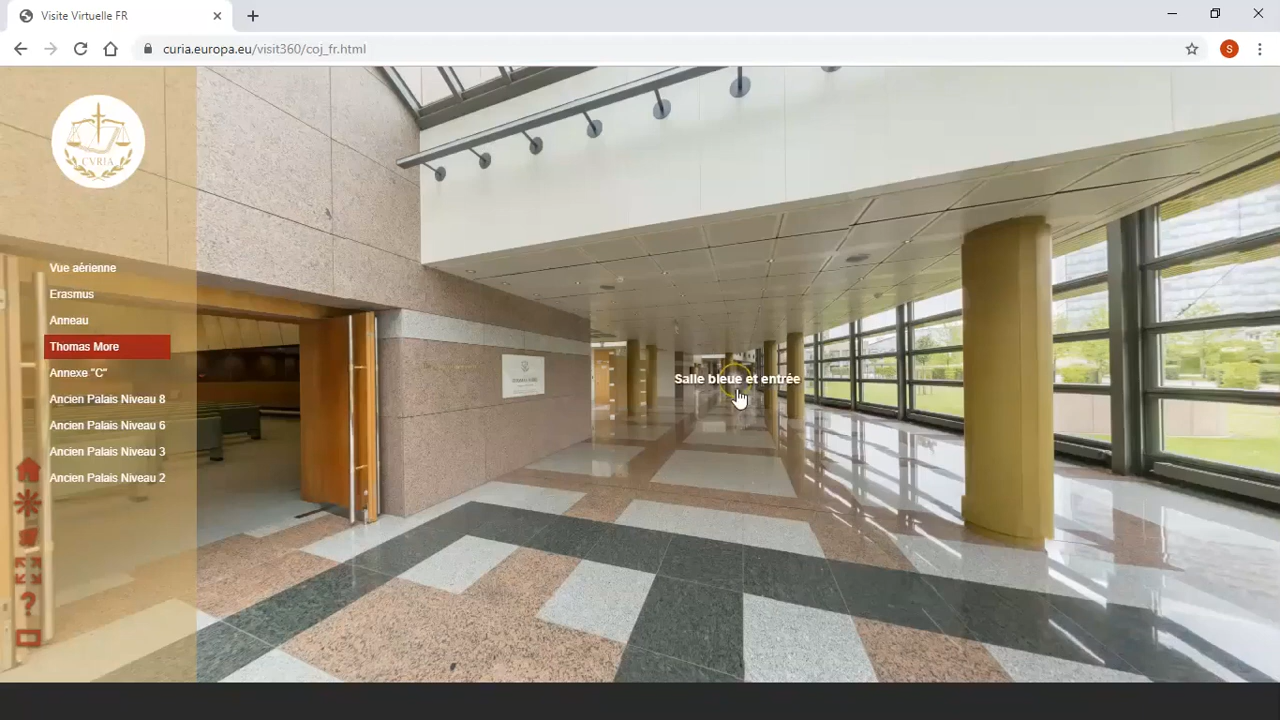 Visite Virtuelle FR
curia.europa.eu/visit360/coj_fr.html
S
CVRIA
Vue aérienne
Erasmus
Anneau
Thomas More
Annexe "C"
Ancien Palais Niveau 8
Ancien Palais Niveau 6
Ancien Palais Niveau 3
Ancien Palais Niveau 2
Salle bleue et entrée